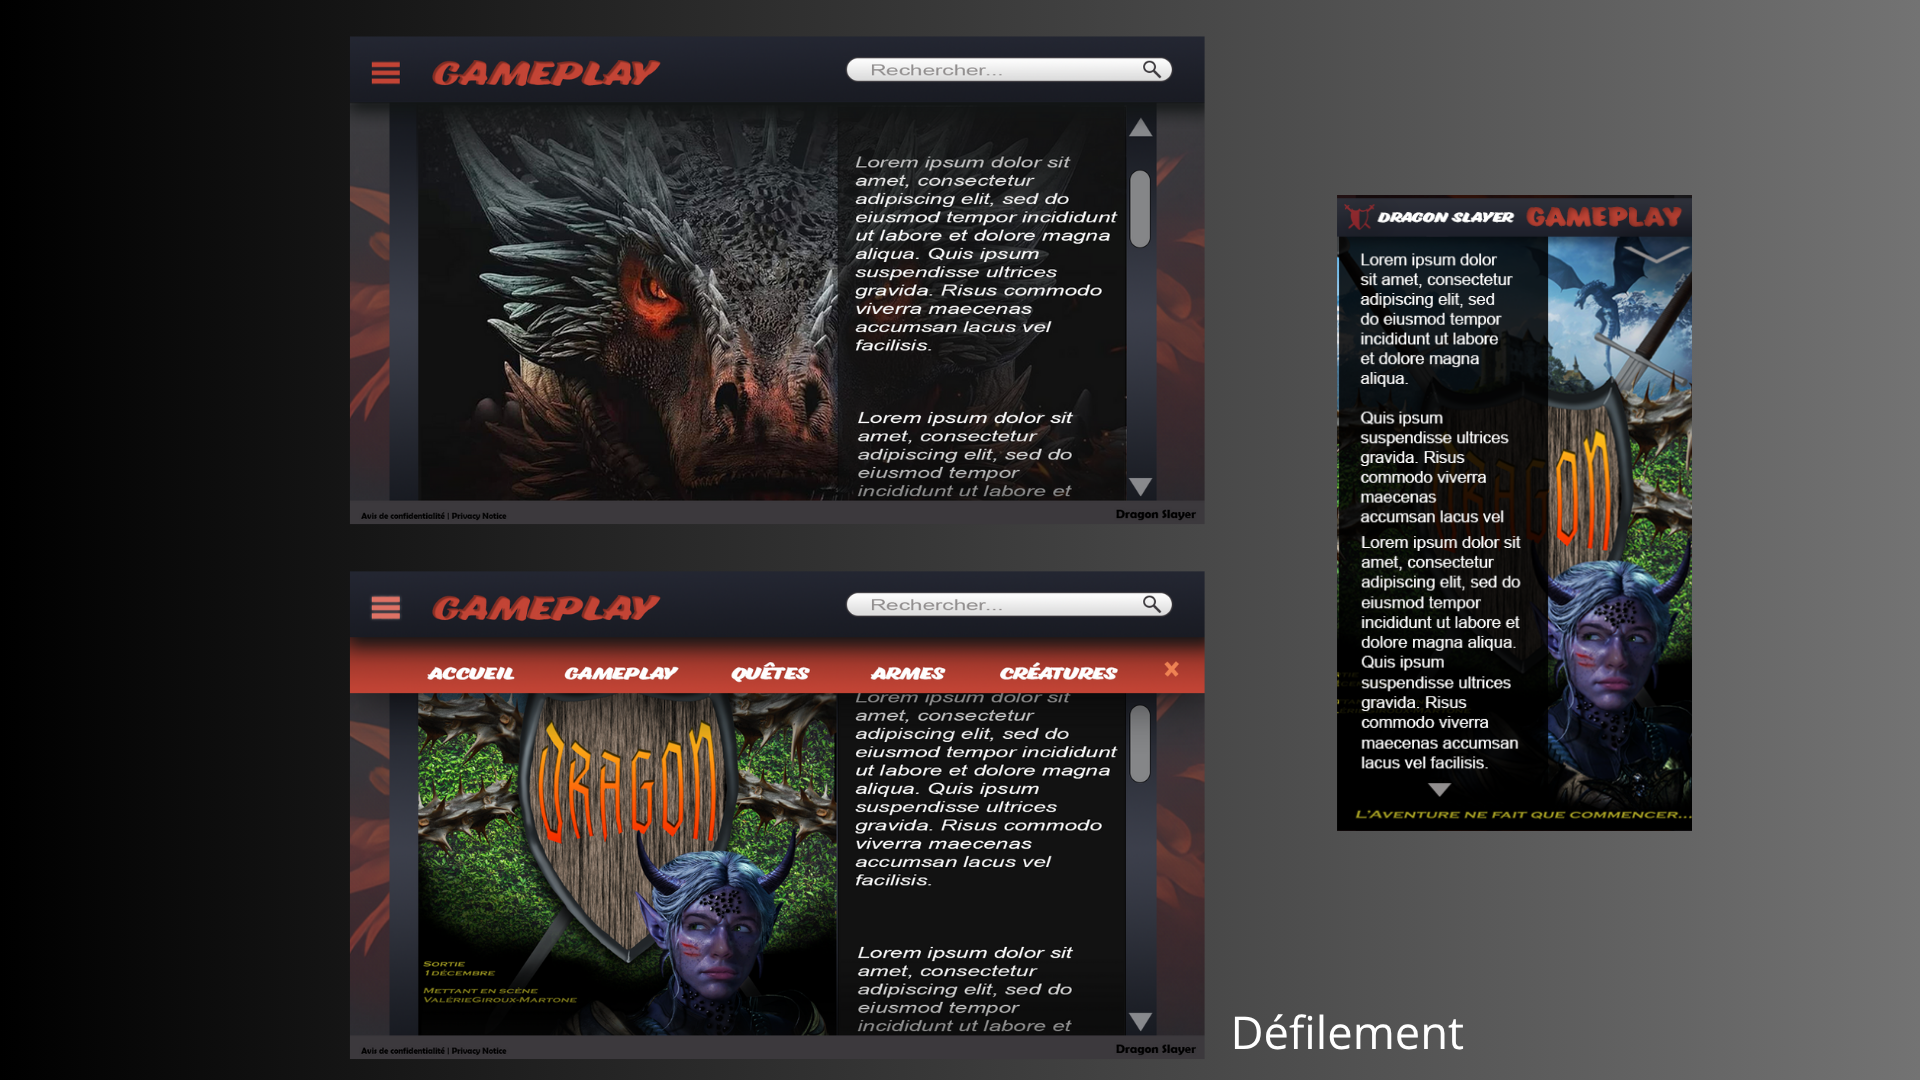 GAMEPLAY
Rechercher...
Lorem ipsum dolor sit
amet, consectetur
adipiscing elit, sed do
eiusmod tempor incididunt
ut labore et dolore magna
aliqua. Quis ipsum
suspendisse ultrices
gravida. Risus commodo
viverra maecenas
accumsan lacus vel
facilisis.
Lorem ipsum dolor sit
amet, consectetur
adipiscing elit, sed do
eiusmod tempor
incididunt ut labore et
Avis de confidentialité | Privacy Notice
Dragon Slayer
GAMEPLAY
Rechercher...
ACCUEIL GAMEPLAY QUÊTES ARMES CRÉATURES X
DRAGON
SORTIE
1 DÉCEMBRE
METTANT EN SCÈNE
VALÉRIE GIROUX-MARTONE
Lorem ipsum dolor sit
amet, consectetur
adipiscing elit, sed do
eiusmod tempor incididunt
ut labore et dolore magna
aliqua. Quis ipsum
suspendisse ultrices
gravida. Risus commodo
viverra maecenas
accumsan lacus vel
facilisis.
Lorem ipsum dolor sit
amet, consectetur
adipiscing elit, sed do
eiusmod tempor
incididunt ut labore et
Avis de confidentialité | Privacy Notice
Dragon Slayer
DRAGON SLAYER GAMEPLAY
Lorem ipsum dolor
sit amet, consectetur
adipiscing elit, sed
do eiusmod tempor
incididunt ut labore
et dolore magna
aliqua.
Quis ipsum
suspendisse ultrices
gravida. Risus
commodo viverra
maecenas
accumsan lacus vel
Lorem ipsum dolor sit
amet, consectetur
adipiscing elit, sed do
eiusmod tempor
incididunt ut labore et
dolore magna aliqua.
Quis ipsum
suspendisse ultrices
gravida. Risus
commodo viverra
maecenas accumsan
lacus vel facilisis.
DRAGON
L'AVENTURE NE FAIT QUE COMMENCER...
Défilement